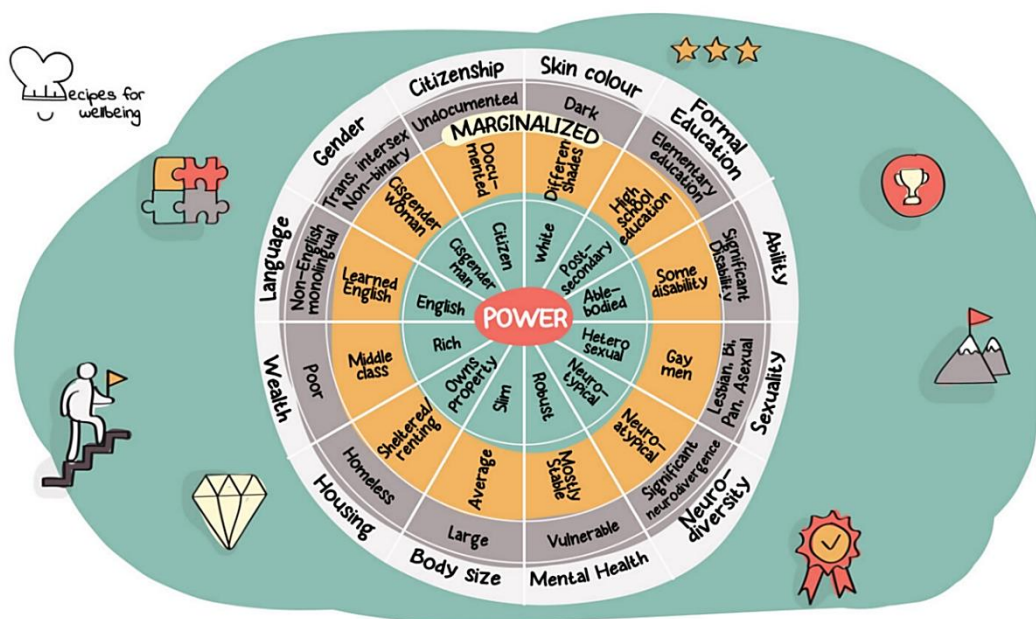 ecipes for
wellbeing
Citizenship
Skin colour
Formal
Education
Ability
Sexuality
Neuro-
diversity
Mental Health
Body size
Housing
Wealth
Language
Gender
Undocumented
Dark
MARGINALIZED
Elementary
education
Significant
Disability
Lesbian, Bi,
Pan, Asexual
Significant
neurodivergence
Vulnerable
Large
Homeless
Poor
Non-English
monolingual
Trans, intersex
Non-binary
Docu-
mented
Differen
shades
High
school
education
Some
disability
Gay
men
Neuro-
atypical
Mostly
Stable
Average
Sheltered/
renting
Middle
class
Learned
English
Cisgender
woman
Citizen
White
Post-
secondary
Able-
bodied
Hetero
sexual
Neuro-
typical
Robust
Slim
Owns
property
Rich
English
Cisgender
man
POWER